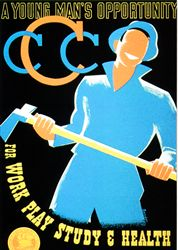 A YOUNG MAN'S OPPORTUNITY
CCC
FOR WORK PLAY STUDY & HEALTH